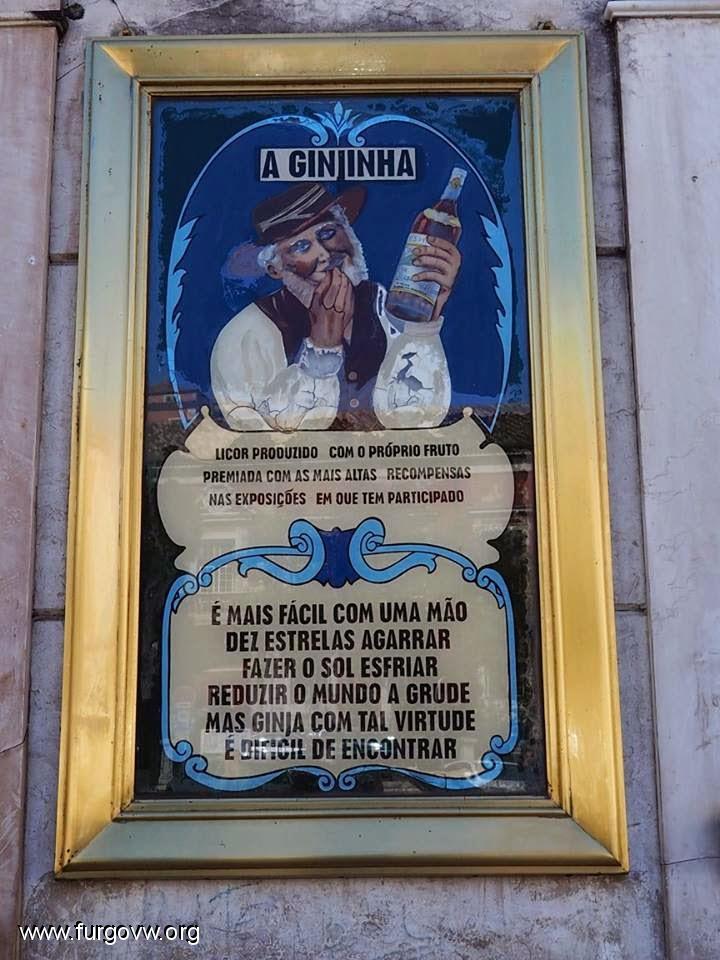 A GINJINHA
LICOR PRODUZIDO COM O PRÓPRIO FRUTO
PREMIADA COM AS MAIS ALTAS RECOMPENSAS
NAS EXPOSIÇÕES EM QUE TEM PARTICIPADO
É MAIS FÁCIL COM UMA MÃO
DEZ ESTRELAS AGARRAR
FAZER O SOL ESFRIAR
REDUZIR O MUNDO A GRUDE
MAS GINJA COM TAL VIRTUDE
É DIFICIL DE ENCONTRAR
www.furgovw.org